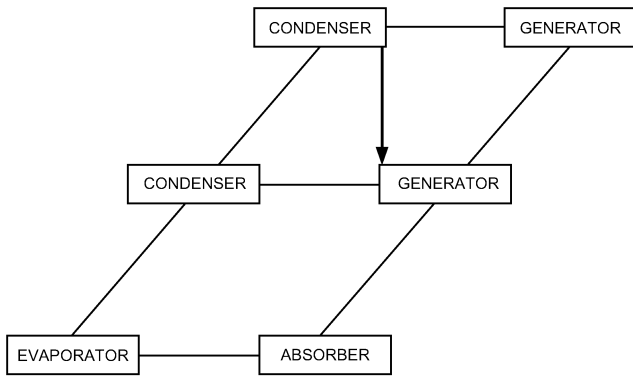 CONDENSER
GENERATOR
CONDENSER
GENERATOR
EVAPORATOR
ABSORBER